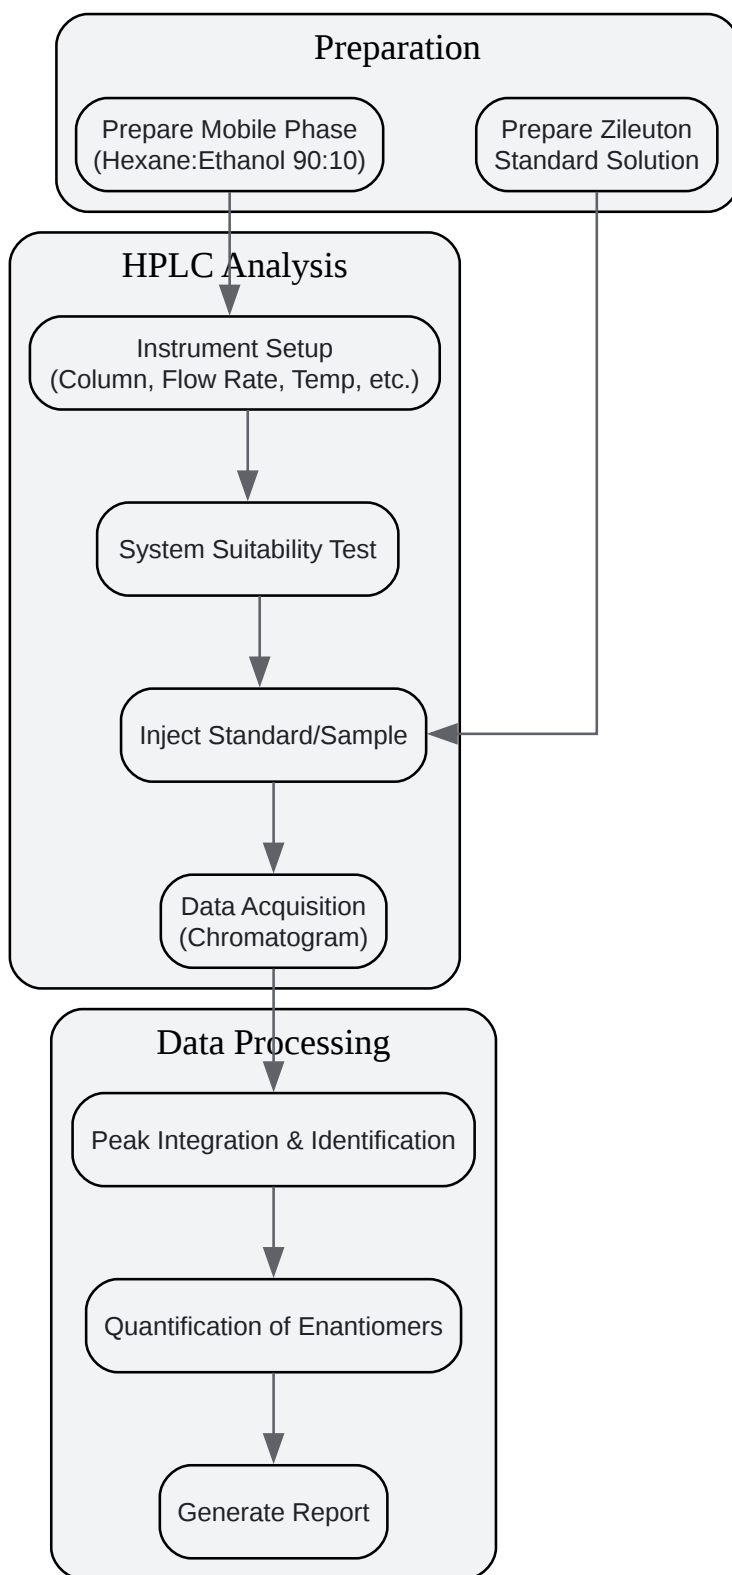 Preparation
Prepare Mobile Phase
(Hexane:Ethanol 90:10)
Prepare Zileuton
Standard Solution
HPLC Analysis
Instrument Setup
(Column, Flow Rate, Temp, etc.)
System Suitability Test
Inject Standard/Sample
Data Acquisition
(Chromatogram)
Data Processing
Peak Integration & Identification
Quantification of Enantiomers
Generate Report